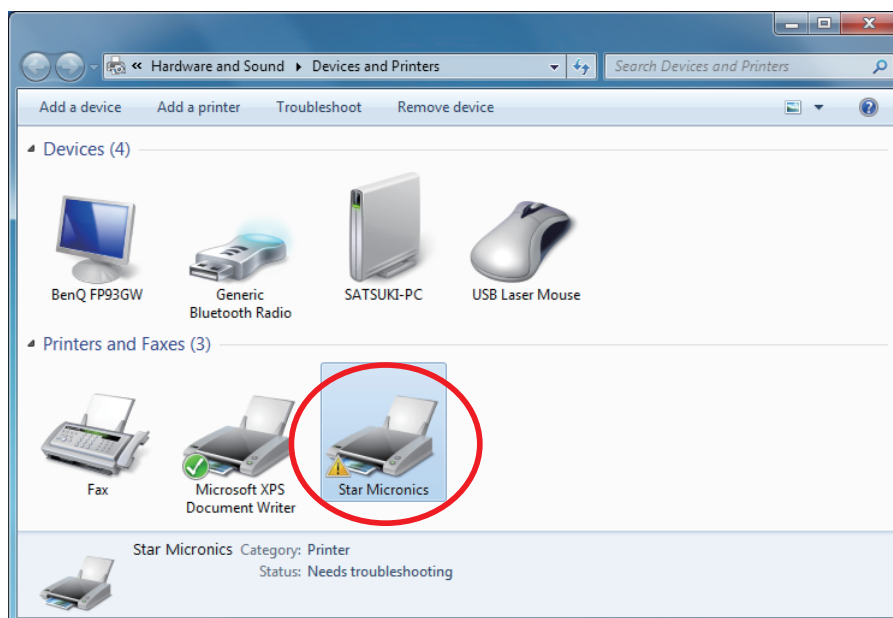 « Hardware and Sound ▸ Devices and Printers
Search Devices and Printers
Add a device Add a printer Troubleshoot Remove device
Devices (4)
BenQ FP93GW
Generic
Bluetooth Radio
SATSUKI-PC
USB Laser Mouse
Printers and Faxes (3)
Fax
Microsoft XPS
Document Writer
Star Micronics
Star Micronics Category: Printer
Status: Needs troubleshooting